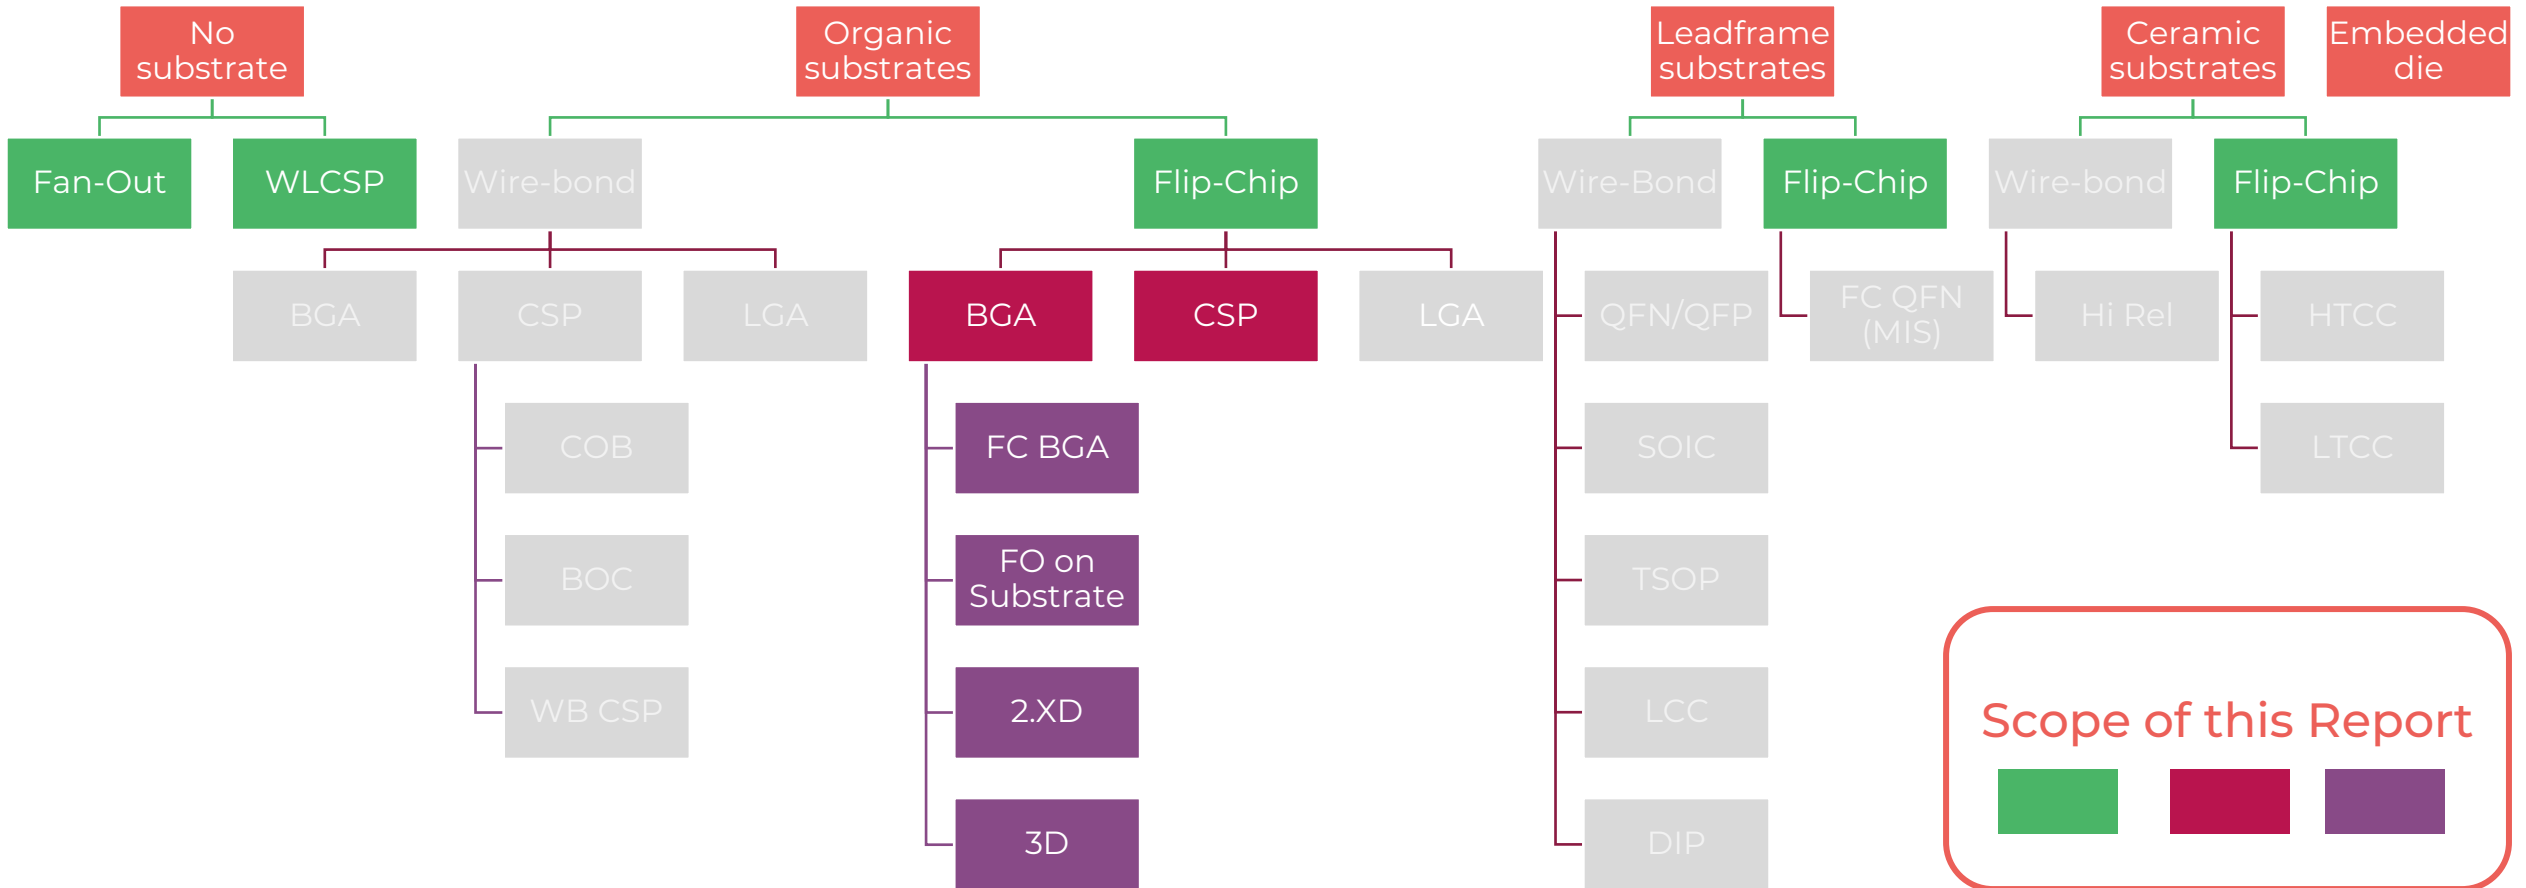 No
substrate
Organic
substrates
Leadframe
substrates
Ceramic
substrates
Embedded
die
Fan-Out
WLCSP
Wire-bond
Flip-Chip
Wire-Bond
Flip-Chip
Wire-bond
Flip-Chip
BGA
CSP
LGA
BGA
CSP
LGA
QFN/QFP
FC QFN
(MIS)
Hi Rel
HTCC
COB
FC BGA
SOIC
LTCC
BOC
FO on
Substrate
TSOP
WB CSP
2.XD
LCC
3D
DIP
Scope of this Report